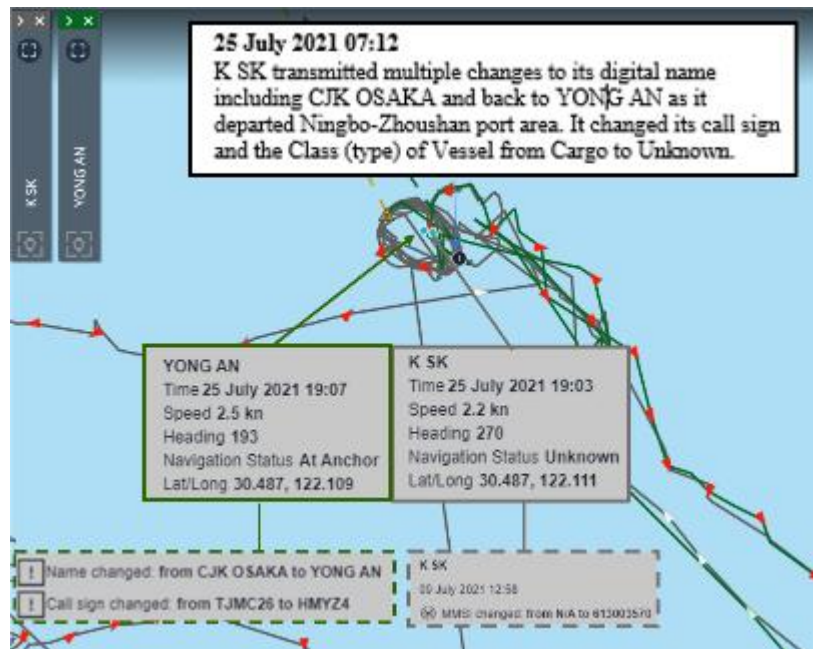 K SK
YONG AN
25 July 2021 07:12
K SK transmitted multiple changes to its digital name
including CJK OSAKA and back to YONG AN as it
departed Ningbo-Zhoushan port area. It changed its call sign
and the Class (type) of Vessel from Cargo to Unknown.
YONG AN
Time 25 July 2021 19:07
Speed 2.5 kn
Heading 193
Navigation Status At Anchor
Lat/Long 30.487, 122.109
K SK
Time 25 July 2021 19:03
Speed 2.2 kn
Heading 270
Navigation Status Unknown
Lat/Long 30.487, 122.111
! Name changed: from CJK OSAKA to YONG AN
! Call sign changed: from TJMC26 to HMYZ4
K SK
July 2021 12:58
MMSI changed: from N/A to 613003570